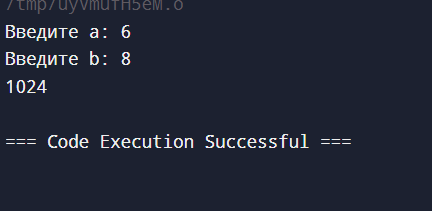 Введите a: 6
Введите b: 8
1024
=== Code Execution Successful ===